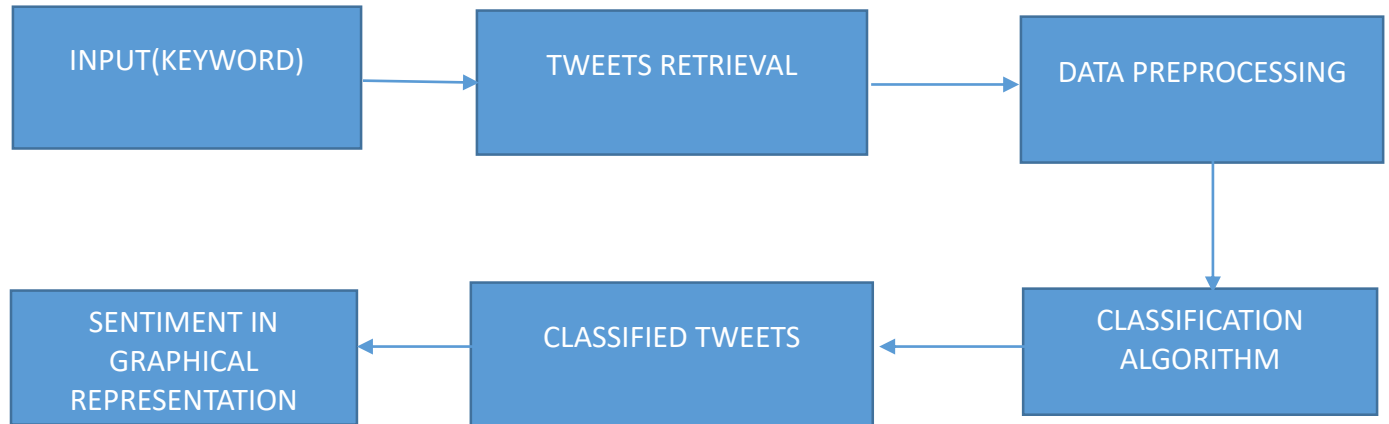 INPUT(KEYWORD)
TWEETS RETRIEVAL
DATA PREPROCESSING
CLASSIFICATION
ALGORITHM
CLASSIFIED TWEETS
SENTIMENT IN
GRAPHICAL
REPRESENTATION